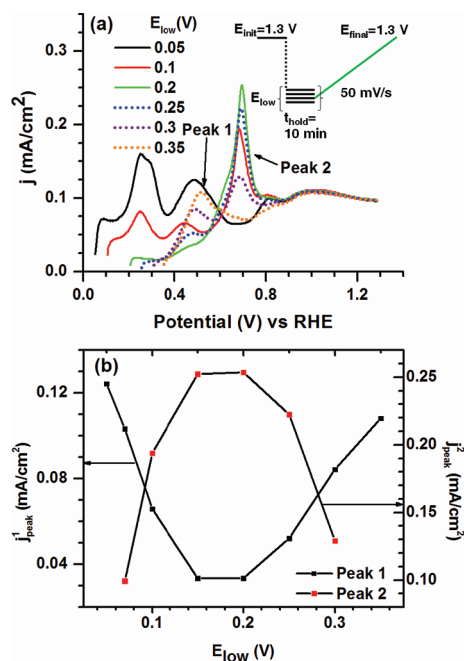 (a)
E_low(V)
0.05
0.1
0.2
0.25
0.3
0.35
E_init=1.3 V
E_final=1.3 V
E_low
50 mV/s
t_hold=
10 min
Peak 1
Peak 2
j (mA/cm²)
0.3
0.2
0.1
0.0
0.0 0.4 0.8 1.2
Potential (V) vs RHE
(b)
j¹_peak (mA/cm²)
0.12
0.08
0.04
j²_peak (mA/cm²)
0.25
0.20
0.15
0.10
Peak 1
Peak 2
0.1 0.2 0.3
E_low (V)